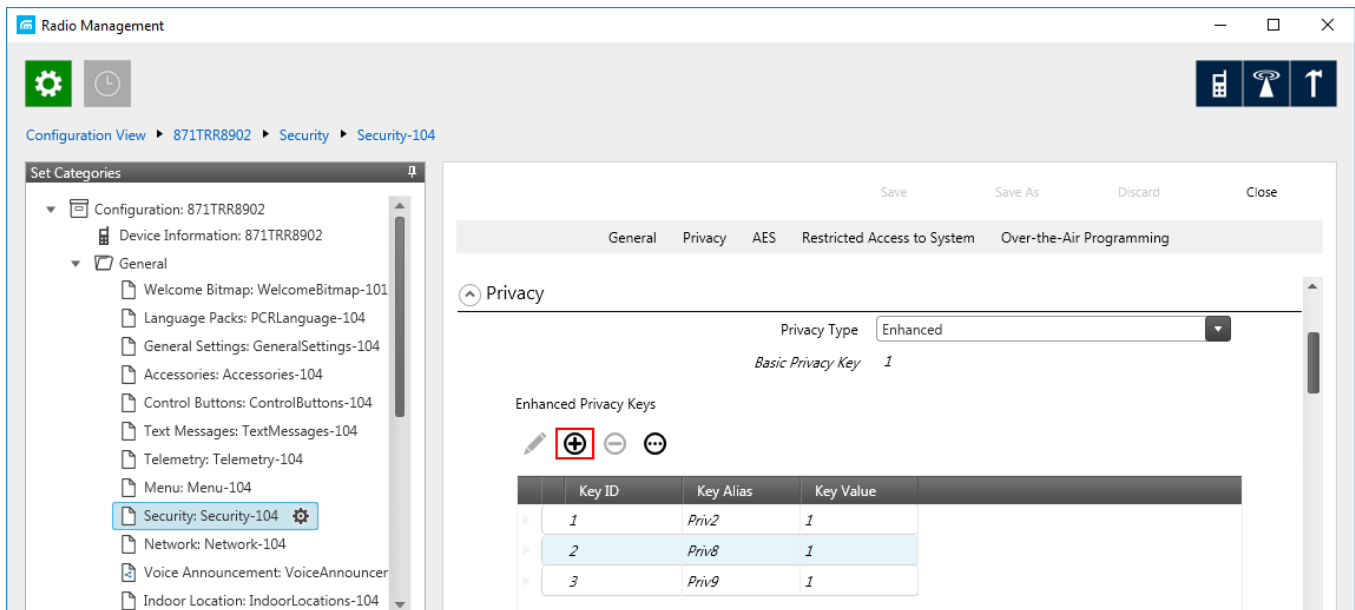 Radio Management
Configuration View 871TRR8902 Security Security-104
Set Categories
Configuration: 871TRR8902
Device Information: 871TRR8902
General
Welcome Bitmap: WelcomeBitmap-101
Language Packs: PCRLanguage-104
General Settings: GeneralSettings-104
Accessories: Accessories-104
Control Buttons: ControlButtons-104
Text Messages: TextMessages-104
Telemetry: Telemetry-104
Menu: Menu-104
Security: Security-104
Network: Network-104
Voice Announcement: VoiceAnnouncer
Indoor Location: IndoorLocations-104
Save Save As Discard Close
General Privacy AES Restricted Access to System Over-the-Air Programming
Privacy
Privacy Type Enhanced
Basic Privacy Key 1
Enhanced Privacy Keys
Key ID Key Alias Key Value
1 Priv2 1
2 Priv8 1
3 Priv9 1